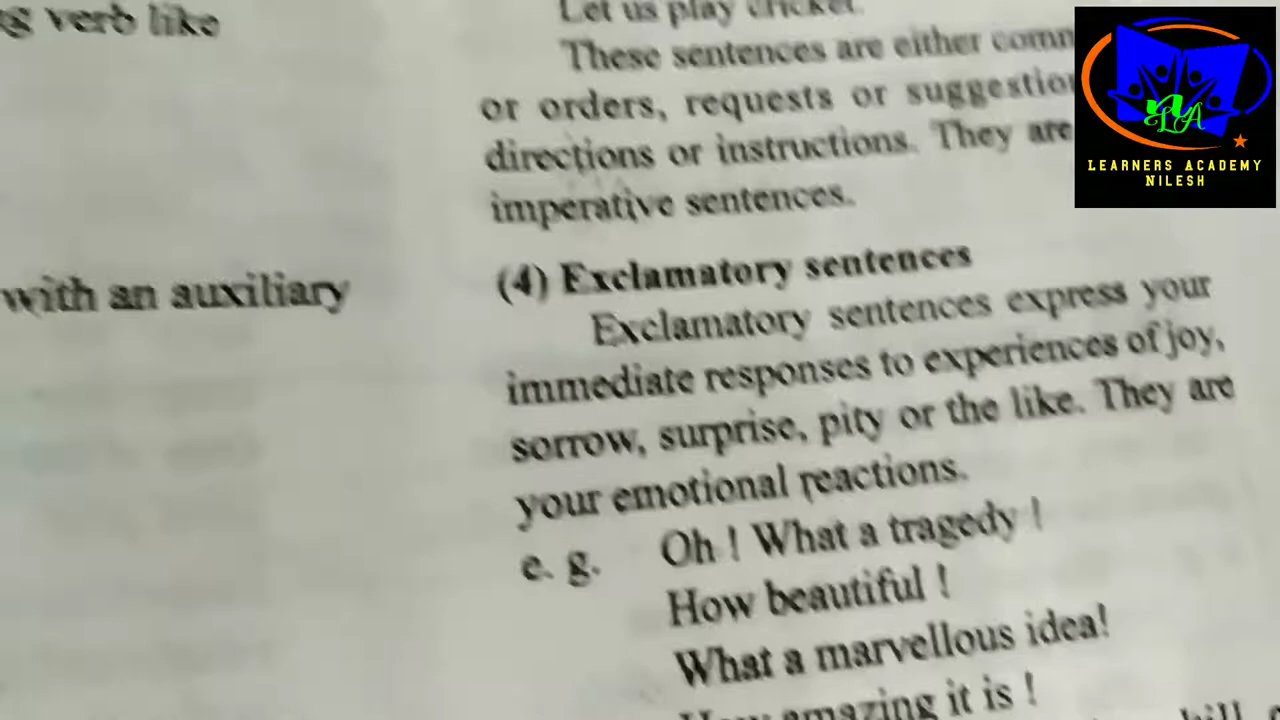 g verb like
with an auxiliary
Let us play cricket.
These sentences are either
or orders, requests or
directions or instructions. They are
imperative sentences.
(4) Exclamatory sentences
Exclamatory sentences express your
immediate responses to experiences of joy,
sorrow, surprise, pity or the like. They are
your emotional reactions.
e. g. Oh ! What a tragedy !
How beautiful !
What a marvellous idea!
How amazing it is !
LA
LEARNERS ACADEMY
NILESH